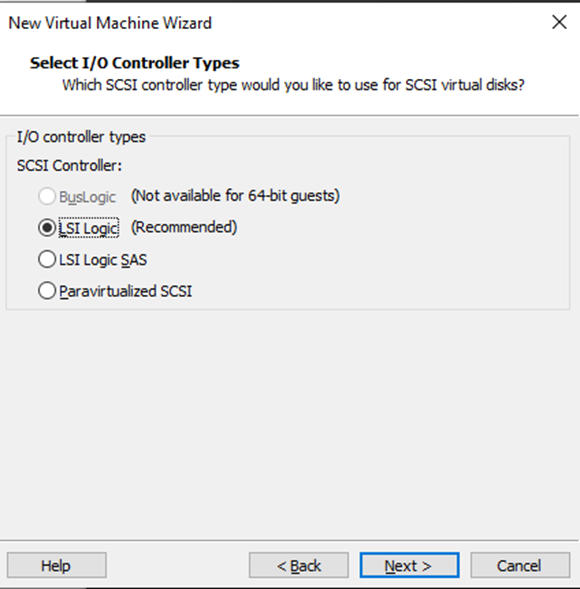 New Virtual Machine Wizard
Select I/O Controller Types
Which SCSI controller type would you like to use for SCSI virtual disks?
I/O controller types
SCSI Controller:
BusLogic (Not available for 64-bit guests)
LSI Logic (Recommended)
LSI Logic SAS
Paravirtualized SCSI
Help < Back Next > Cancel